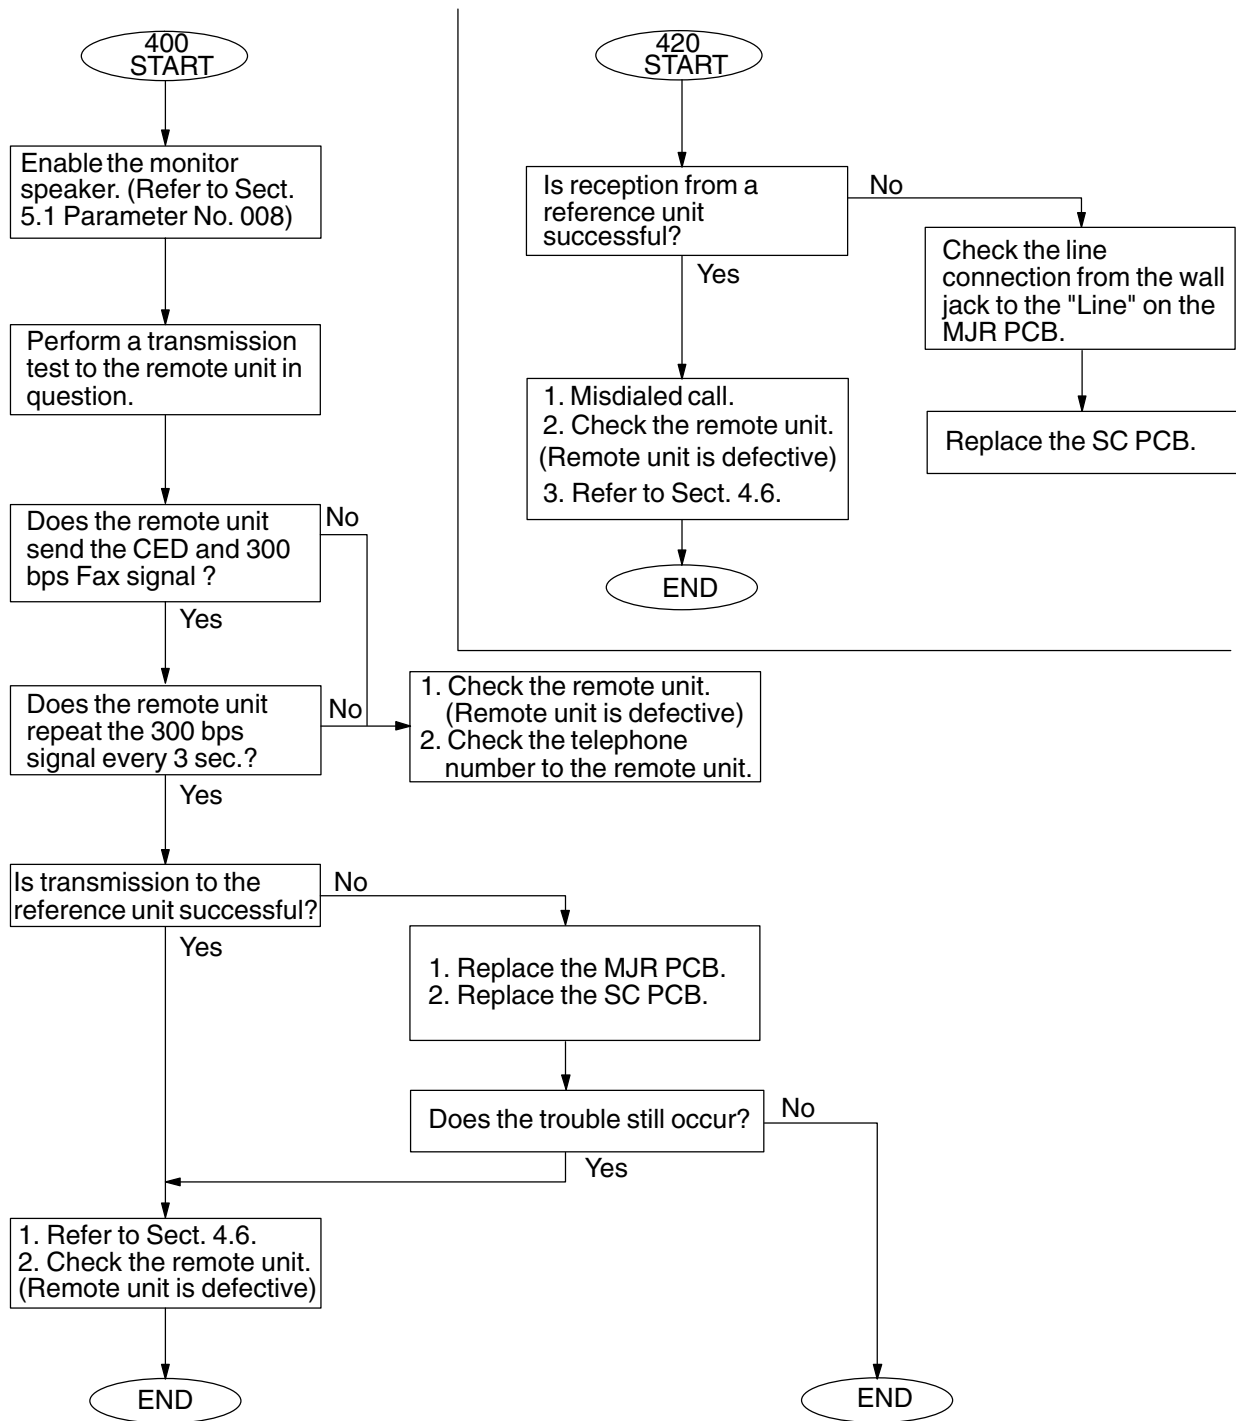 400
START
Enable the monitor
speaker. (Refer to Sect.
5.1 Parameter No. 008)
Perform a transmission
test to the remote unit in
question.
Does the remote unit
send the CED and 300
bps Fax signal ?
No
Yes
Does the remote unit
repeat the 300 bps
signal every 3 sec.?
No
Yes
1. Check the remote unit.
(Remote unit is defective)
2. Check the telephone
number to the remote unit.
Is transmission to the
reference unit successful?
No
Yes
1. Replace the MJR PCB.
2. Replace the SC PCB.
Does the trouble still occur?
No
Yes
1. Refer to Sect. 4.6.
2. Check the remote unit.
(Remote unit is defective)
END
END
420
START
Is reception from a
reference unit
successful?
No
Yes
Check the line
connection from the wall
jack to the "Line" on the
MJR PCB.
Replace the SC PCB.
1. Misdialed call.
2. Check the remote unit.
(Remote unit is defective)
3. Refer to Sect. 4.6.
END